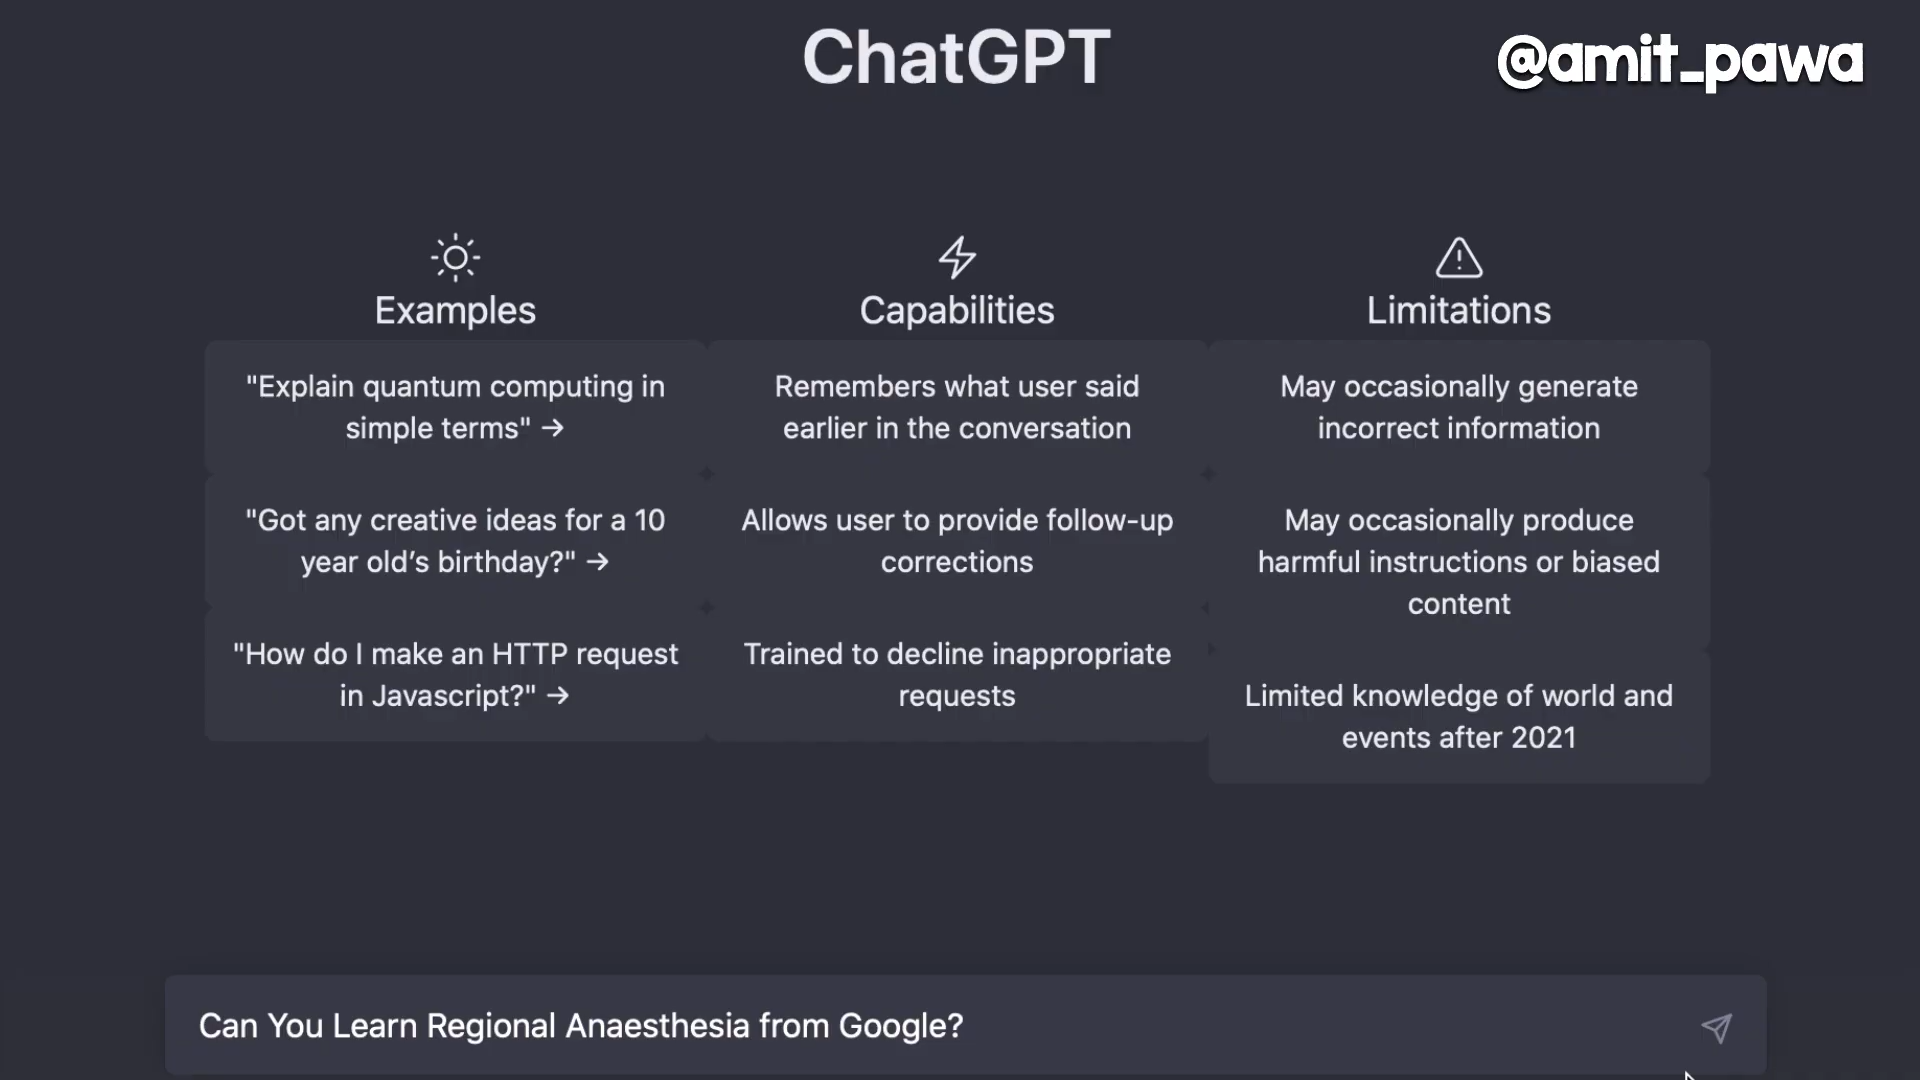 ChatGPT
@amit_pawa
Examples
"Explain quantum computing in
simple terms" →
"Got any creative ideas for a 10
year old’s birthday?" →
"How do I make an HTTP request
in Javascript?" →
Capabilities
Remembers what user said
earlier in the conversation
Allows user to provide follow-up
corrections
Trained to decline inappropriate
requests
Limitations
May occasionally generate
incorrect information
May occasionally produce
harmful instructions or biased
content
Limited knowledge of world and
events after 2021
Can You Learn Regional Anaesthesia from Google?